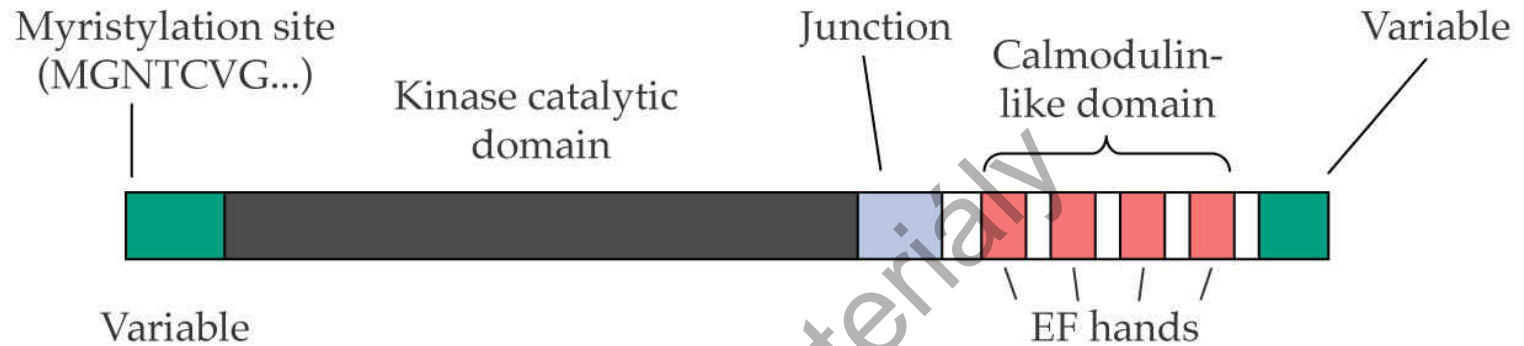 Myristylation site
(MGNTCVG...)
Kinase catalytic
domain
Junction
Calmodulin-
like domain
Variable
Variable
EF hands